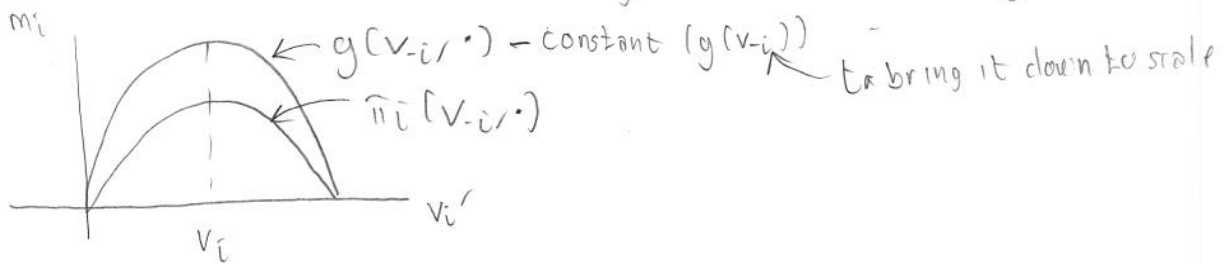 mi
g(v-i, ·) - constant (g(v-i))
to bring it down to scale
πi(v-i, ·)
vi'
vi